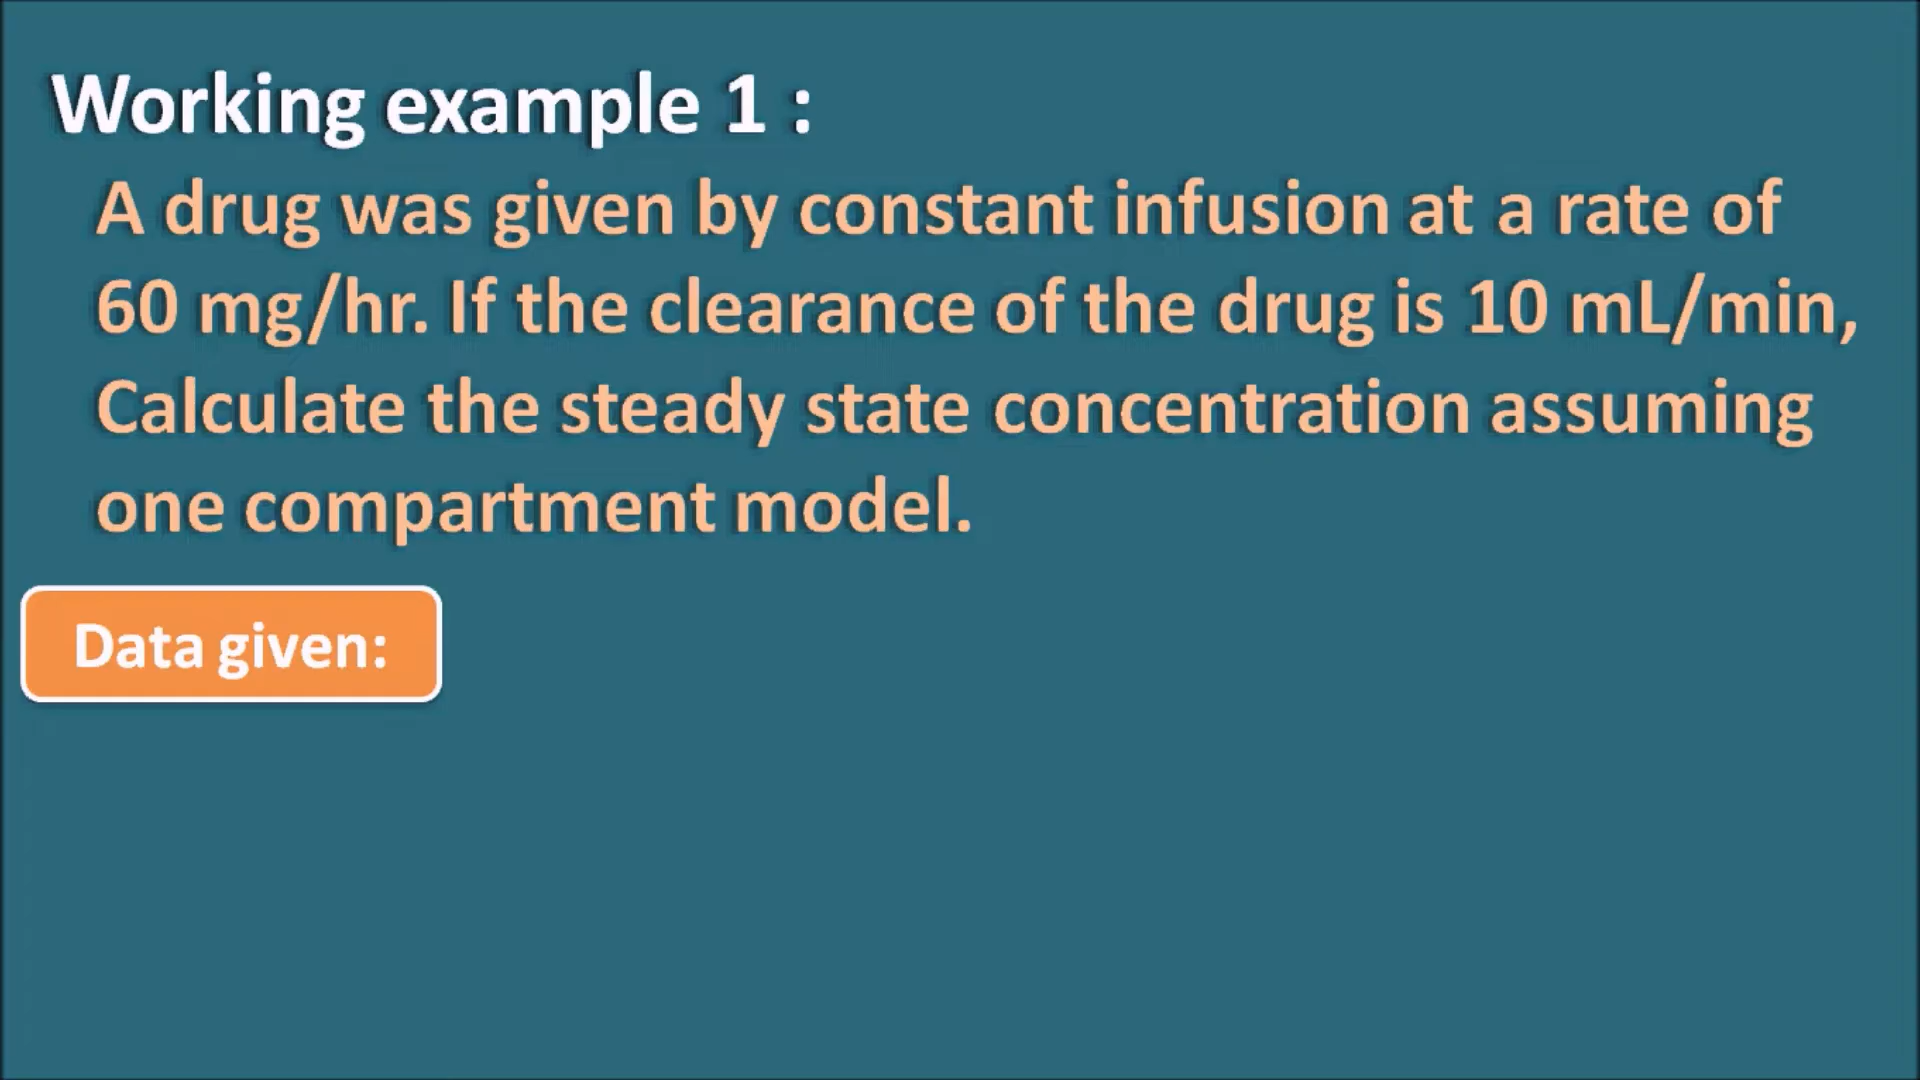 Working example 1 :
A drug was given by constant infusion at a rate of
60 mg/hr. If the clearance of the drug is 10 mL/min,
Calculate the steady state concentration assuming
one compartment model.
Data given: